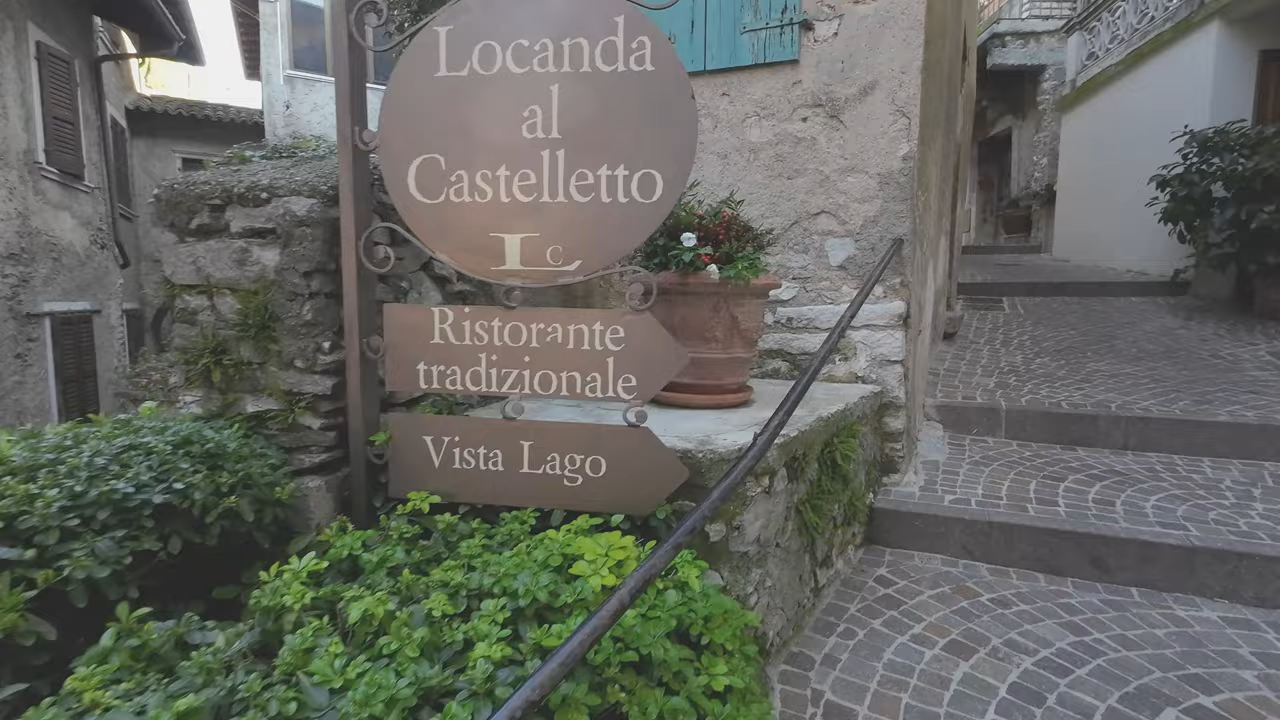 Locanda
al
Castelletto
Lc
Ristorante
tradizionale
Vista Lago